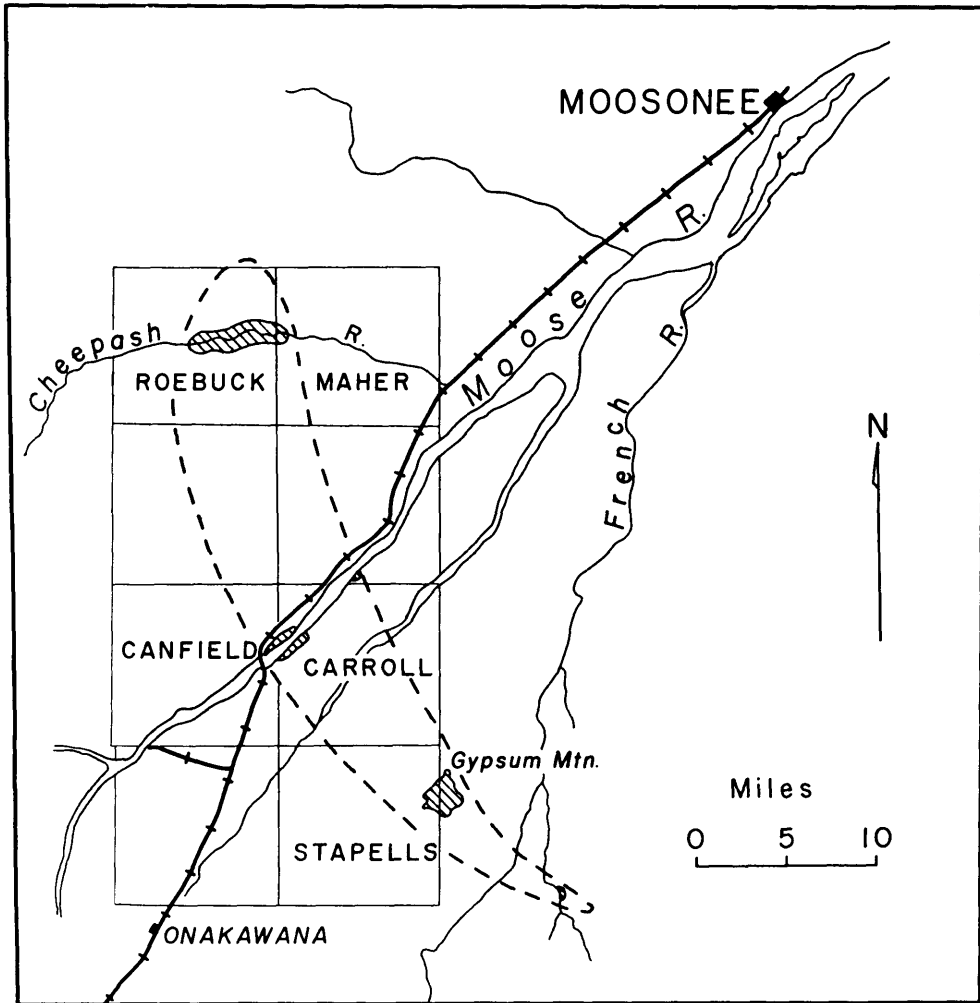 MOOSONEE
Moose R.
Cheepash R.
ROEBUCK MAHER
French R.
N
CANFIELD
CARROLL
Gypsum Mtn.
Miles
0 5 10
STAPELLS
ONAKAWANA